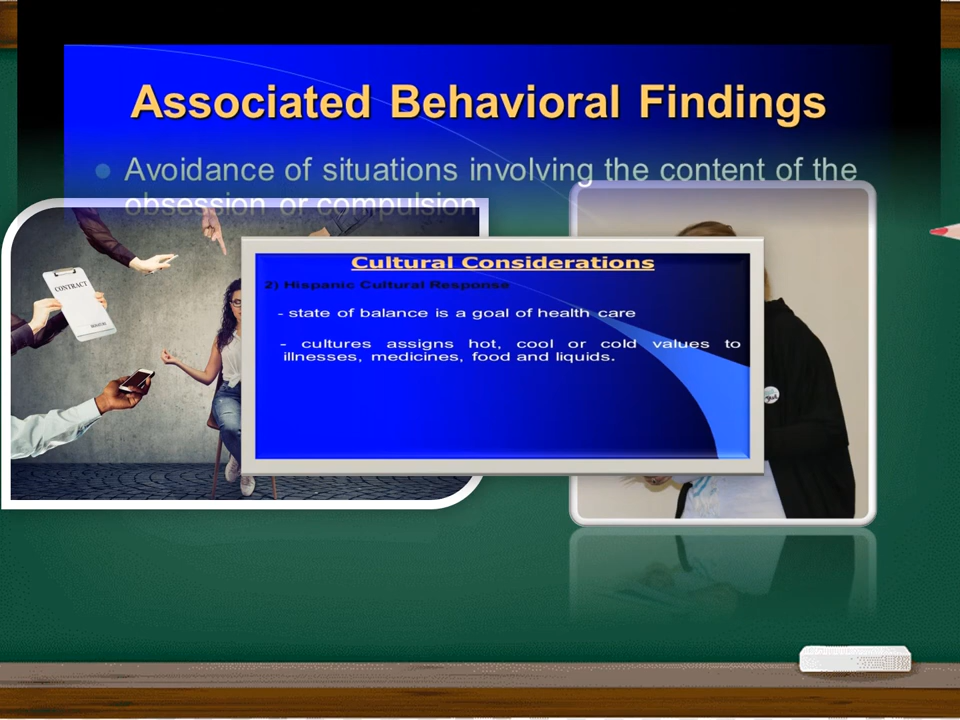 Associated Behavioral Findings
Avoidance of situations involving the content of the
obsession or compulsion
CONTRACT
Cultural Considerations
2) Hispanic Cultural Response
- state of balance is a goal of health care
- cultures assigns hot, cool or cold values to
illnesses, medicines, food and liquids.